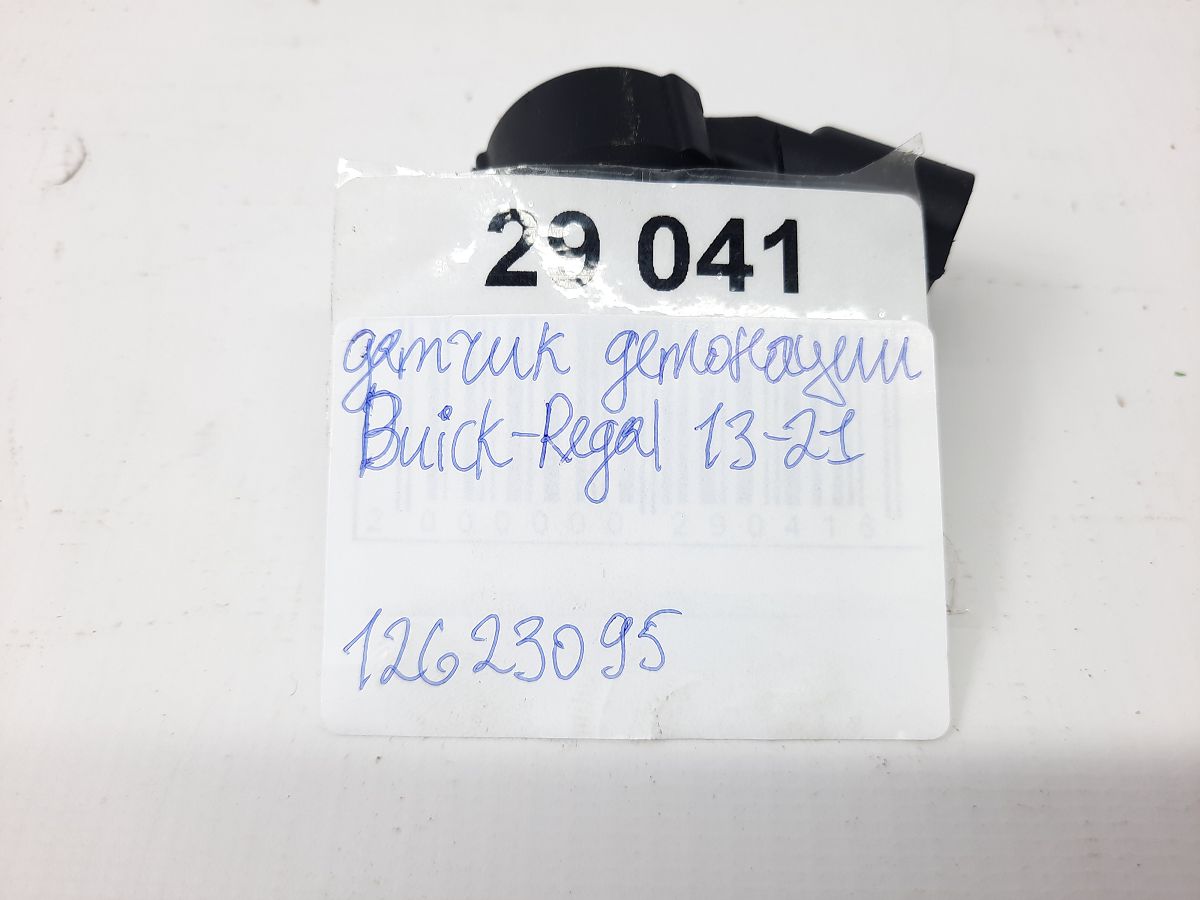 29 041
датчик детонации
Buick-Regal 13-21
2 000000 290416
12623095